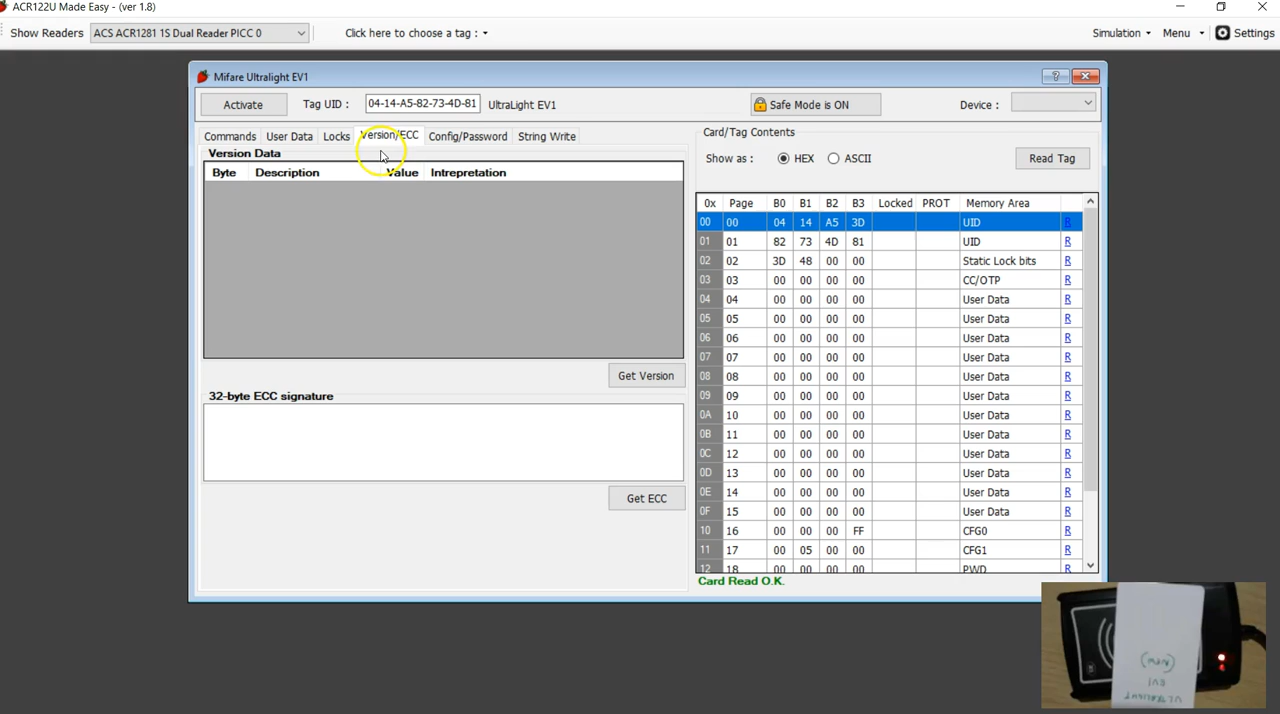 ACR122U Made Easy - (ver 1.8)
Show Readers ACS ACR1281 1S Dual Reader PICC 0 Click here to choose a tag : Simulation Menu Settings
Mifare Ultralight EV1 ?
Activate Tag UID : 04-14-A5-82-73-4D-81 UltraLight EV1 Safe Mode is ON Device :
Commands User Data Locks Version/ECC Config/Password String Write
Version Data
Byte Description Value Intrepretation
Get Version
32-byte ECC signature
Get ECC
Card/Tag Contents
Show as : HEX ASCII Read Tag
0x Page B0 B1 B2 B3 Locked PROT Memory Area
00 00 04 14 A5 3D UID R
01 01 82 73 4D 81 UID R
02 02 3D 48 00 00 Static Lock bits R
03 03 00 00 00 00 CC/OTP R
04 04 00 00 00 00 User Data R
05 05 00 00 00 00 User Data R
06 06 00 00 00 00 User Data R
07 07 00 00 00 00 User Data R
08 08 00 00 00 00 User Data R
09 09 00 00 00 00 User Data R
0A 10 00 00 00 00 User Data R
0B 11 00 00 00 00 User Data R
0C 12 00 00 00 00 User Data R
0D 13 00 00 00 00 User Data R
0E 14 00 00 00 00 User Data R
0F 15 00 00 00 00 User Data R
10 16 00 00 00 FF CFG0 R
11 17 00 05 00 00 CFG1 R
12 18 00 00 00 00 PWD R
Card Read O.K.
ULTRALIGHT
EV1
(NEW)